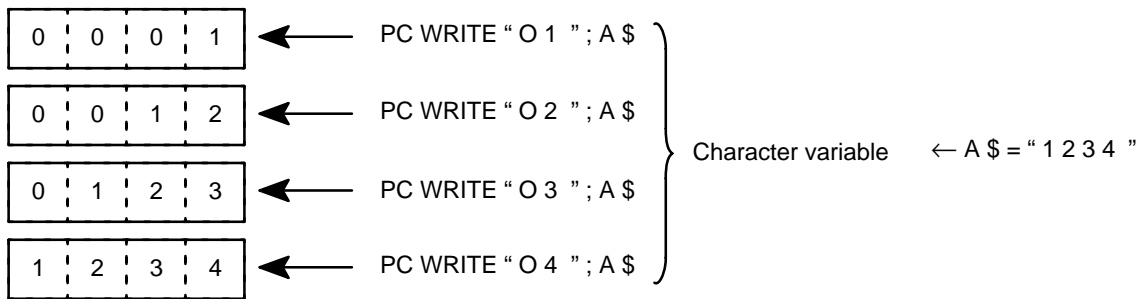 0 0 0 1 PC WRITE “ O 1 ” ; A $
0 0 1 2 PC WRITE “ O 2 ” ; A $
Character variable ← A $ = “ 1 2 3 4 ”
0 1 2 3 PC WRITE “ O 3 ” ; A $
1 2 3 4 PC WRITE “ O 4 ” ; A $